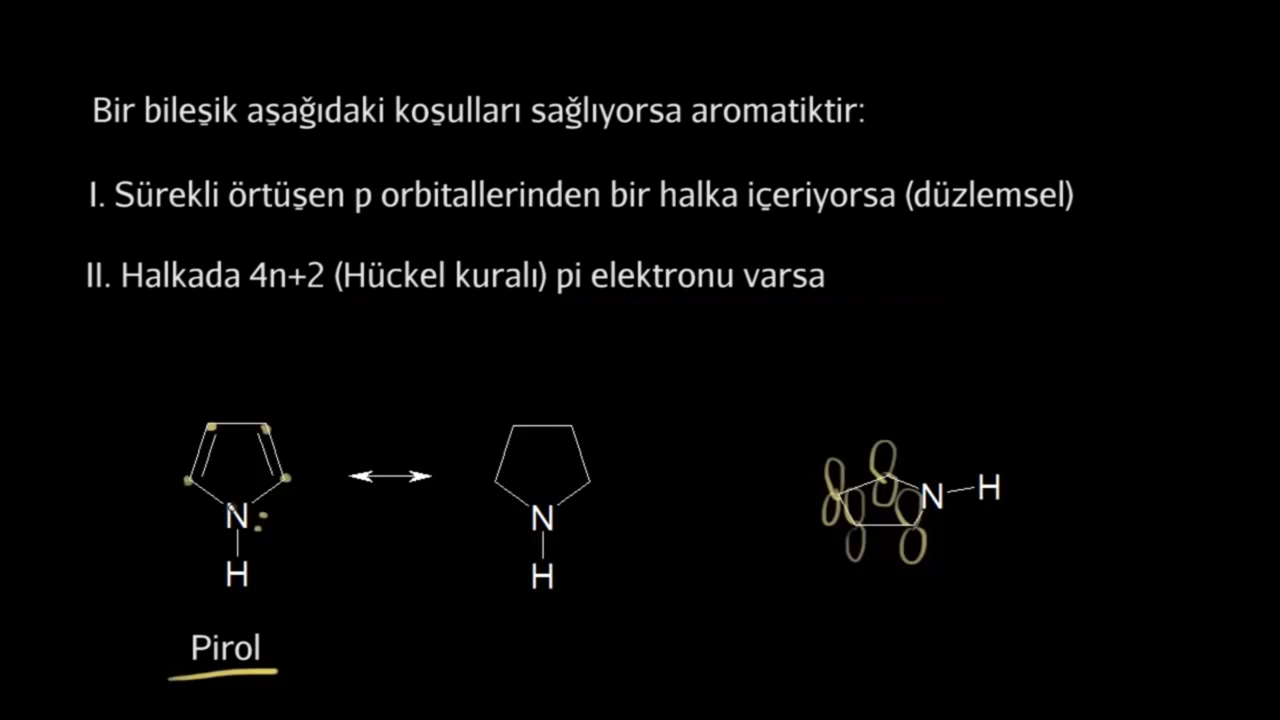 Bir bileşik aşağıdaki koşulları sağlıyorsa aromatiktir:
I. Sürekli örtüşen p orbitallerinden bir halka içeriyorsa (düzlemsel)
II. Halkada 4n+2 (Hückel kuralı) pi elektronu varsa
N
H
N
H
N H
Pirol